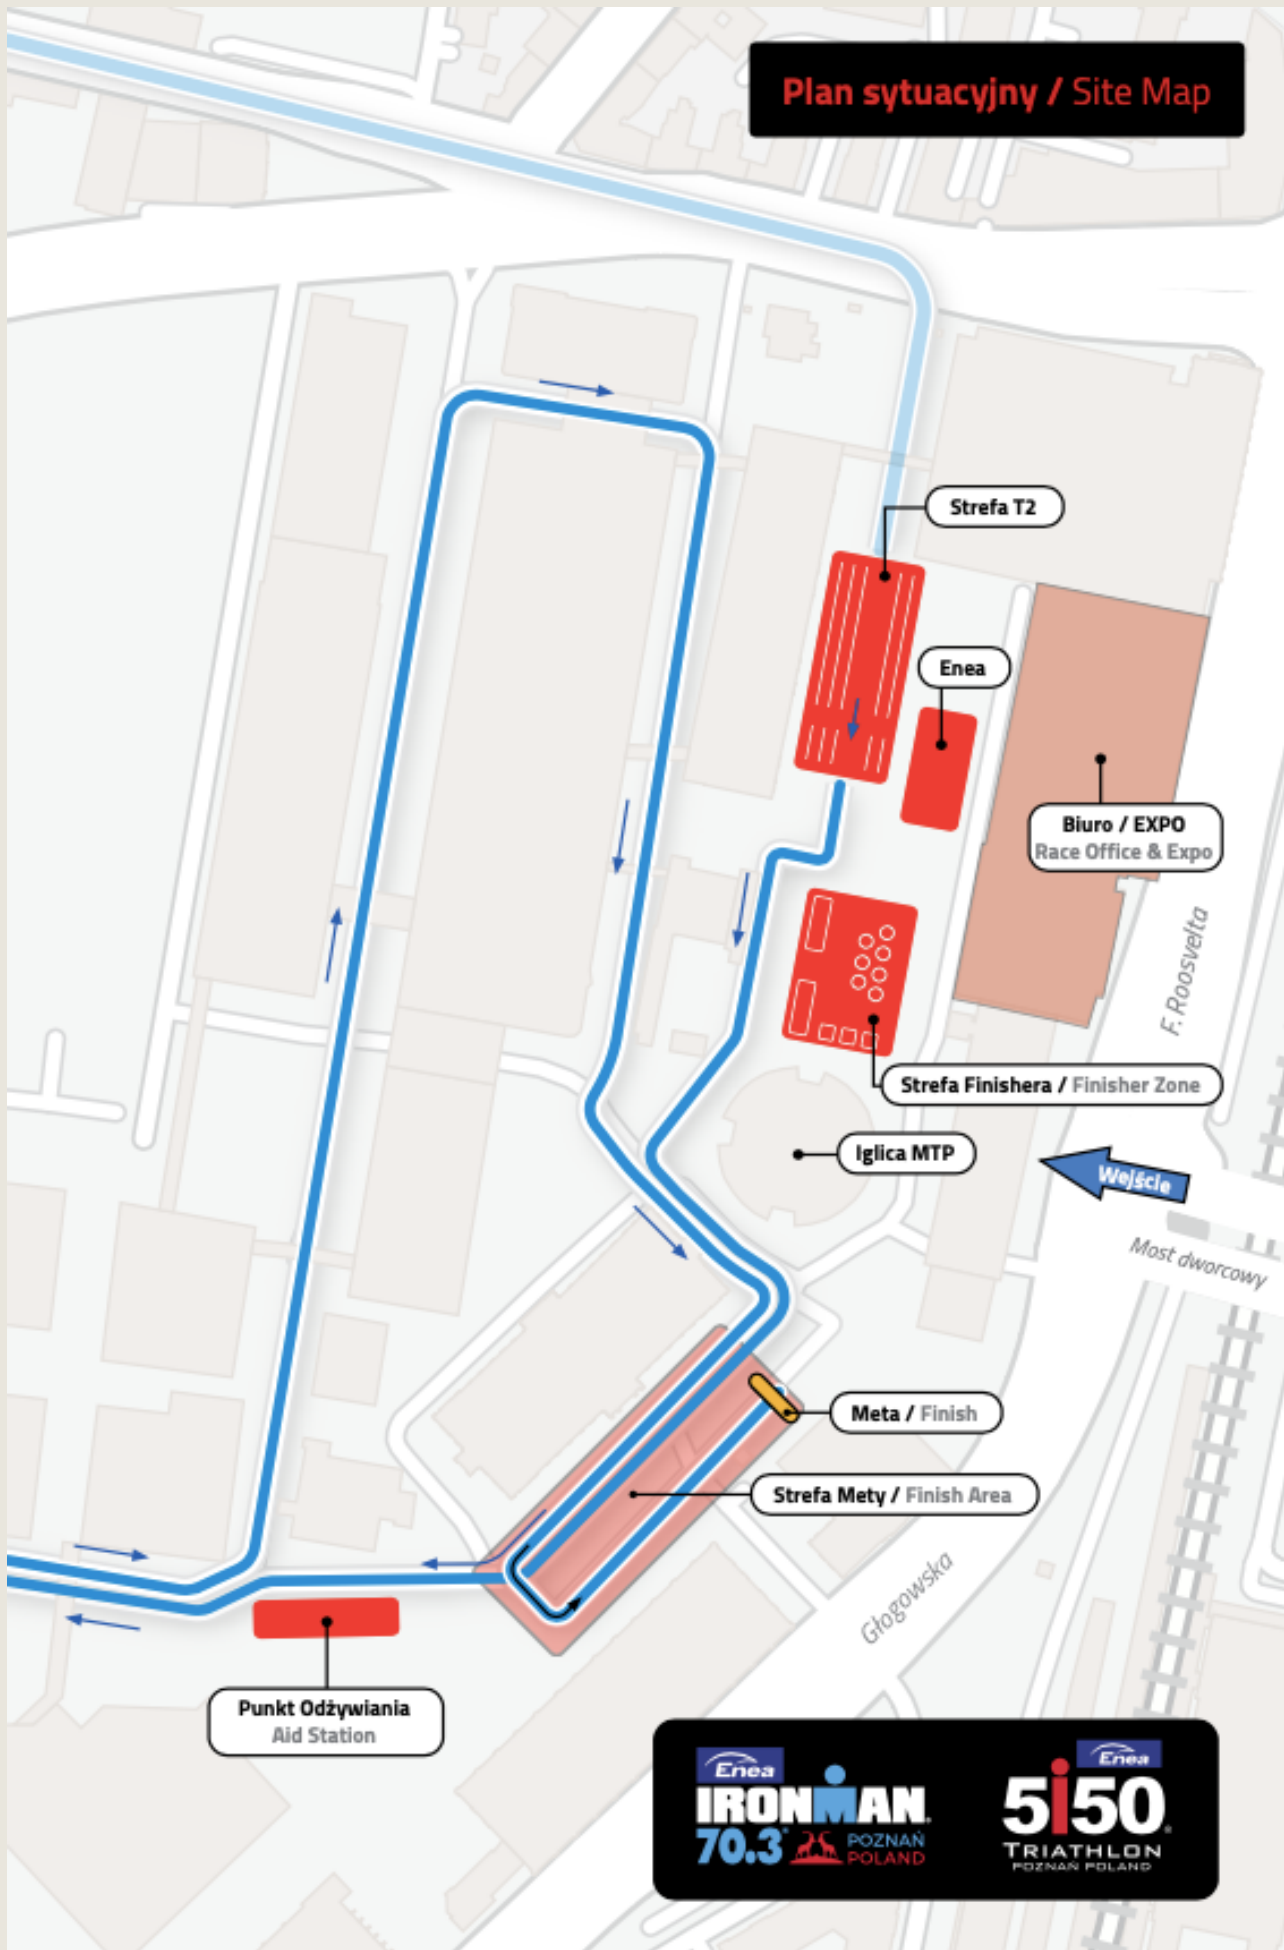 Plan sytuacyjny / Site Map
Strefa T2
Enea
Biuro / EXPO
Race Office & Expo
F. Roosvelta
Strefa Finishera / Finisher Zone
Iglica MTP
Wejście
Most dworcowy
Meta / Finish
Strefa Mety / Finish Area
Głogowska
Punkt Odżywiania
Aid Station
Enea
IRONMAN
70.3
POZNAŃ
POLAND
Enea
5i50
TRIATHLON
POZNAŃ POLAND